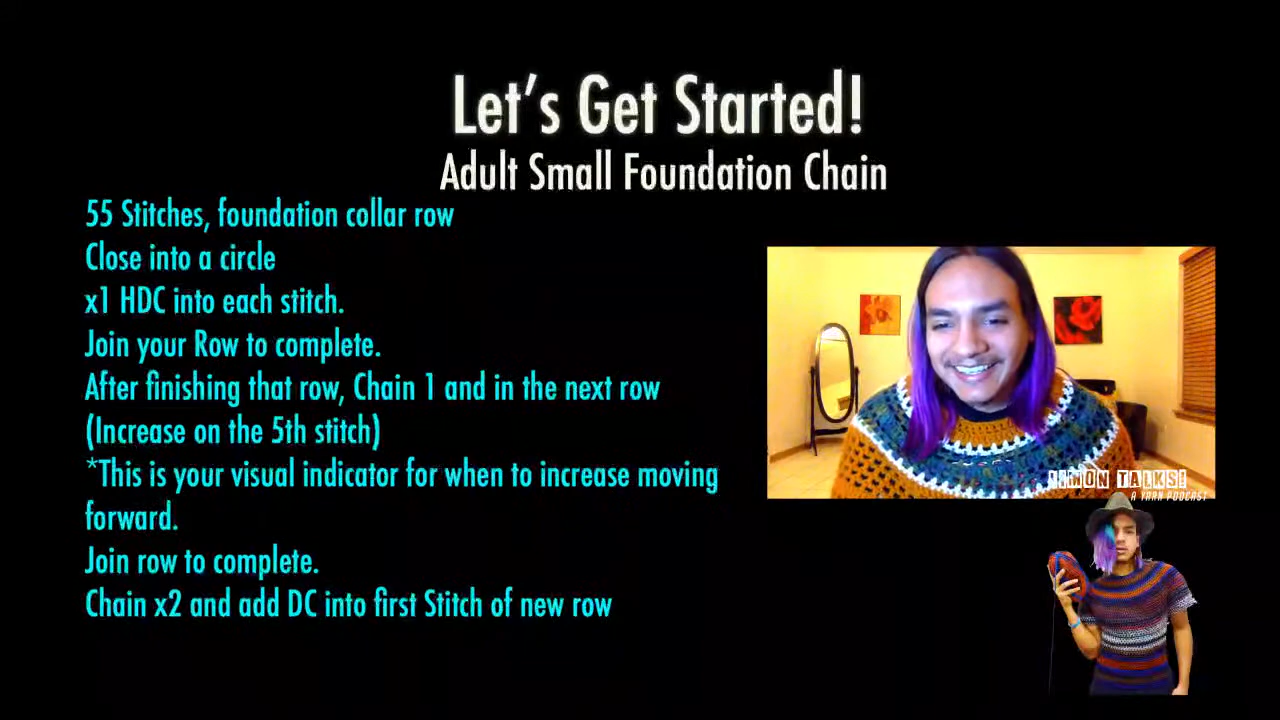 Let's Get Started!
Adult Small Foundation Chain
55 Stitches, foundation collar row
Close into a circle
x1 HDC into each stitch.
Join your Row to complete.
After finishing that row, Chain 1 and in the next row
(Increase on the 5th stitch)
*This is your visual indicator for when to increase moving
forward.
Join row to complete.
Chain x2 and add DC into first Stitch of new row
SIMON TALKS!
A YARN PODCAST